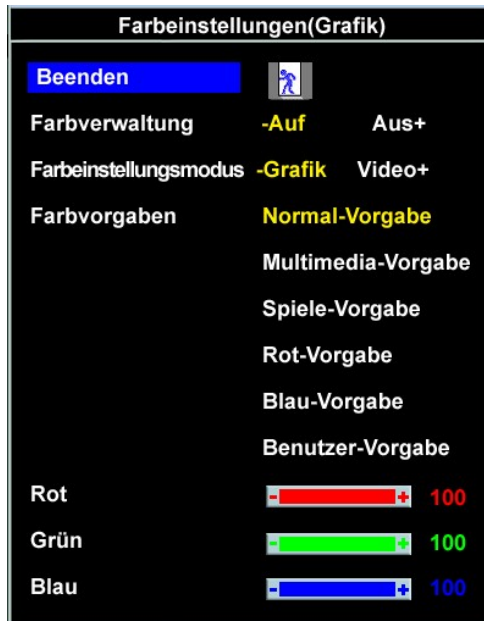 Farbeinstellungen(Grafik)
Beenden
Farbverwaltung -Auf Aus+
Farbeinstellungsmodus -Grafik Video+
Farbvorgaben Normal-Vorgabe
Multimedia-Vorgabe
Spiele-Vorgabe
Rot-Vorgabe
Blau-Vorgabe
Benutzer-Vorgabe
Rot - + 100
Grün - + 100
Blau - + 100